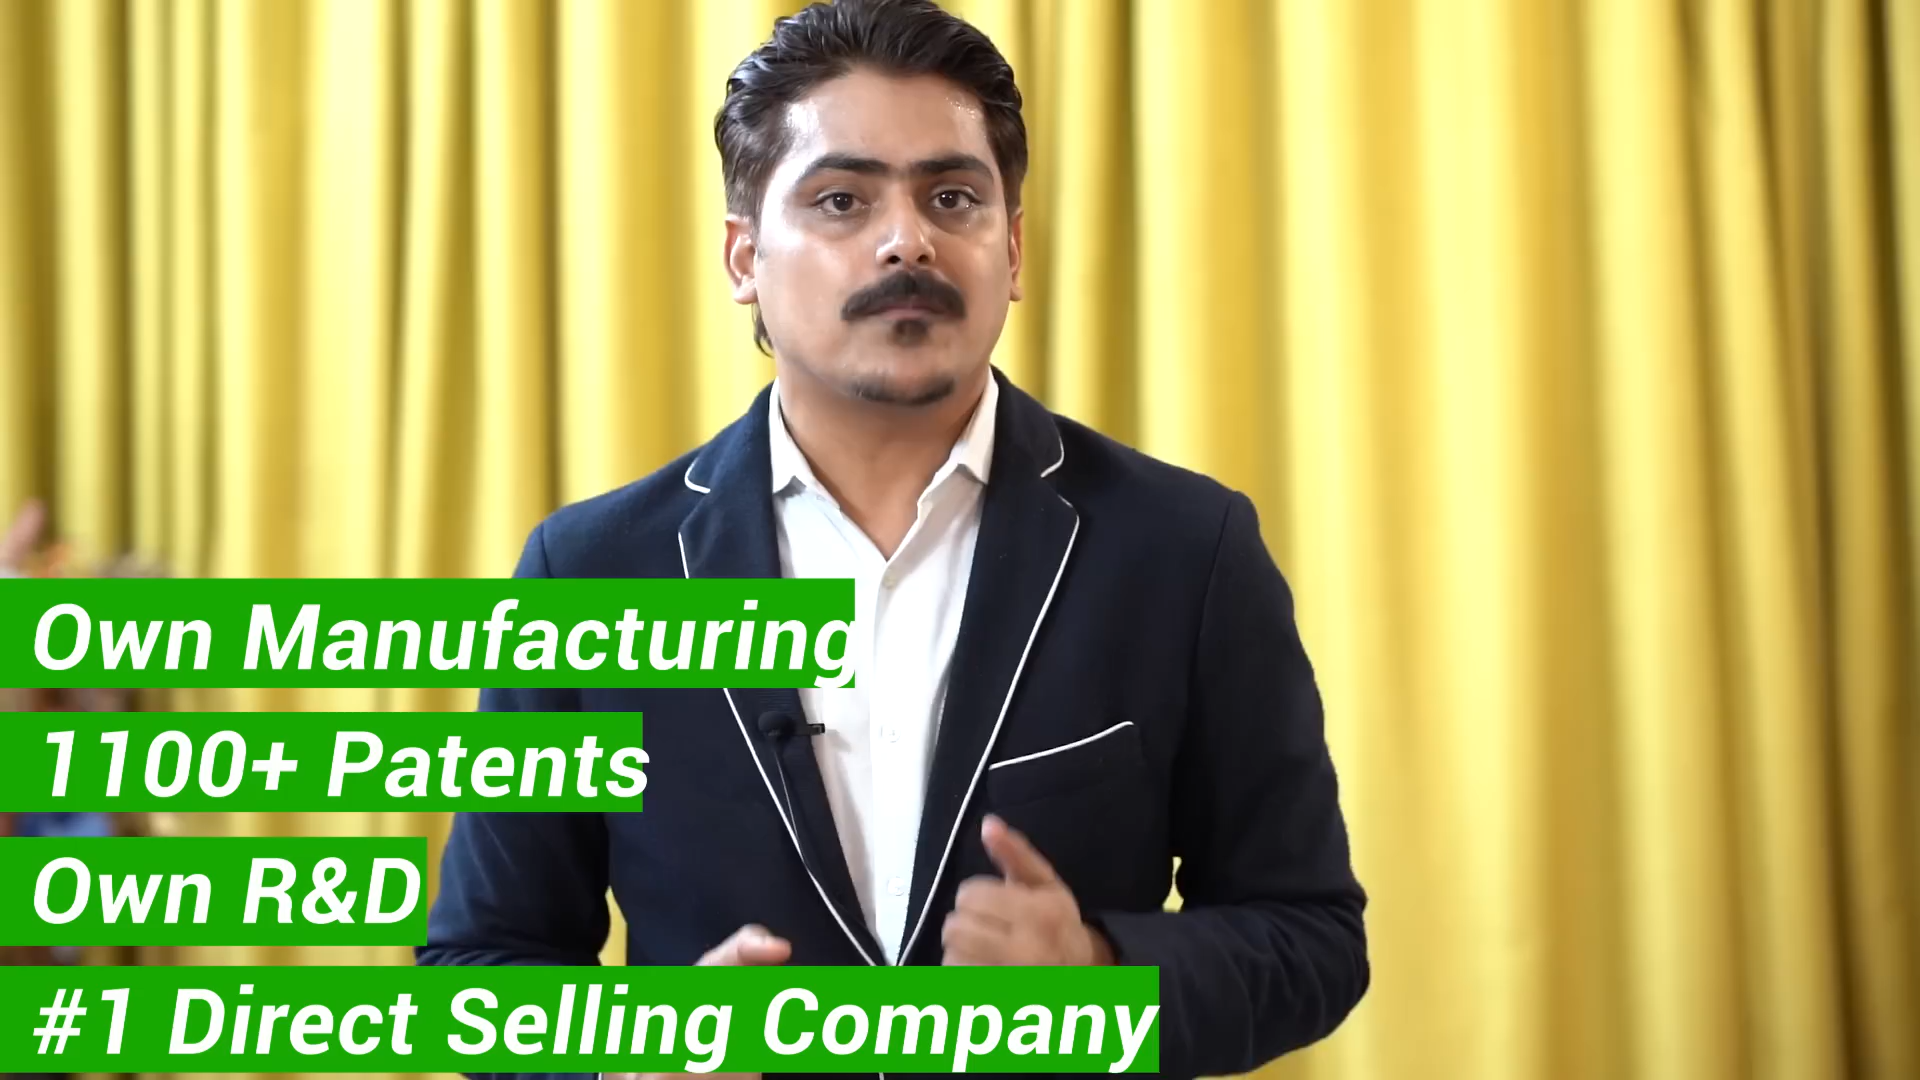 Own Manufacturing
1100+ Patents
Own R&D
#1 Direct Selling Company